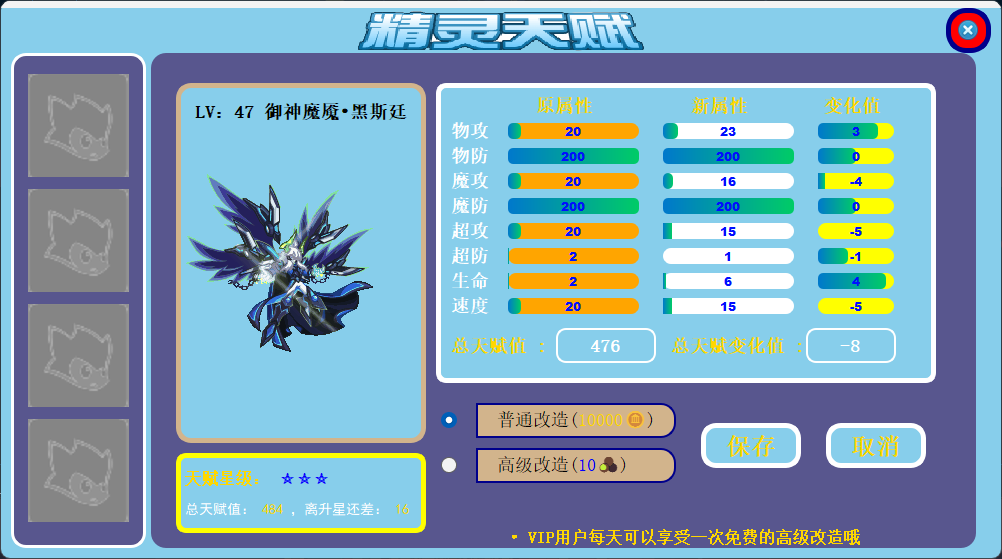 精灵天赋
LV: 47 御神魔魇•黑斯廷
原属性 新属性 变化值
物攻 20 23 3
物防 200 200 0
魔攻 20 16 -4
魔防 200 200 0
超攻 20 15 -5
超防 2 1 -1
生命 2 6 4
速度 20 15 -5
总天赋值 : 476 总天赋变化值 : -8
普通改造(10000)
高级改造(10)
保存 取消
天赋星级: ☆☆☆
总天赋值: 484 , 离升星还差: 16
• VIP用户每天可以享受一次免费的高级改造哦